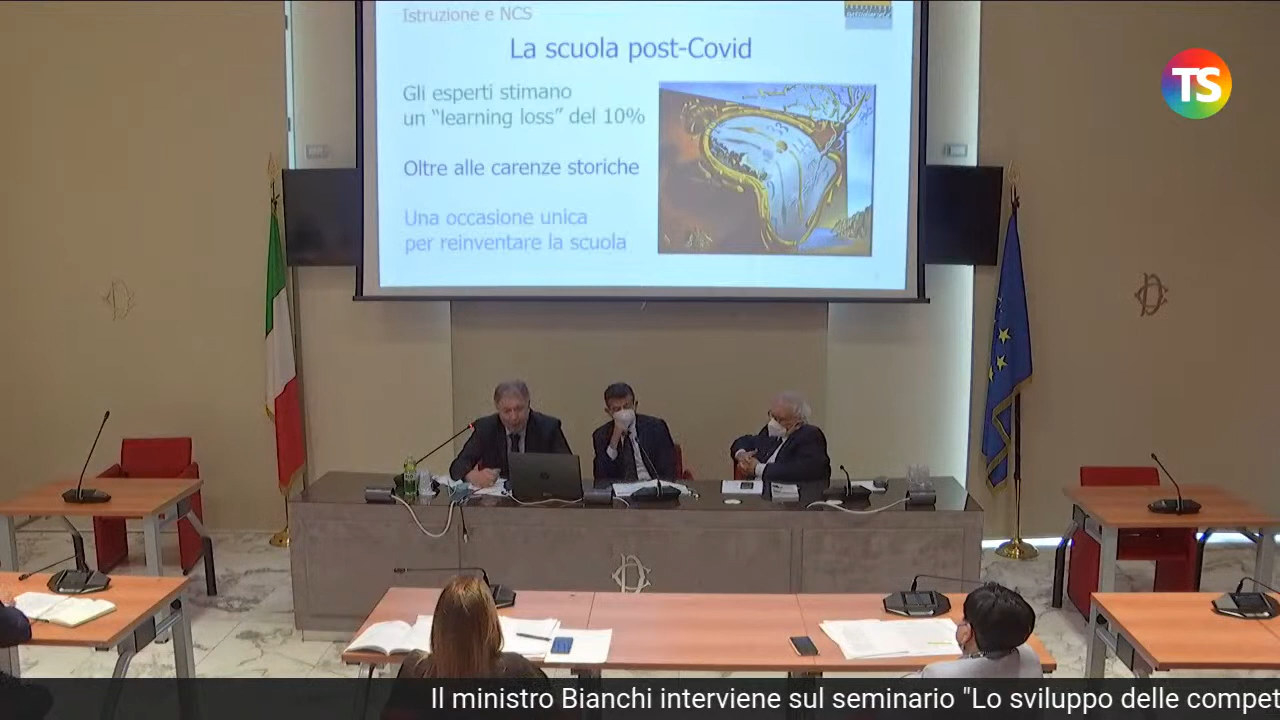 Istruzione e NCS
La scuola post-Covid
TS
Gli esperti stimano
un “learning loss” del 10%
Oltre alle carenze storiche
Una occasione unica
per reinventare la scuola
Il ministro Bianchi interviene sul seminario "Lo sviluppo delle compet